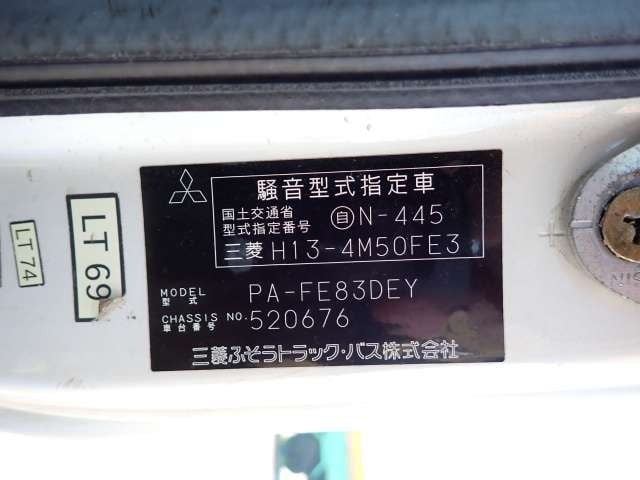 騒音型式指定車
国土交通省
型式指定番号
自N-445
三菱 H13-4M50FE3
MODEL
型式
PA-FE83DEY
CHASSIS NO.
車台番号
520676
三菱ふそうトラック・バス株式会社
LT69
LT74